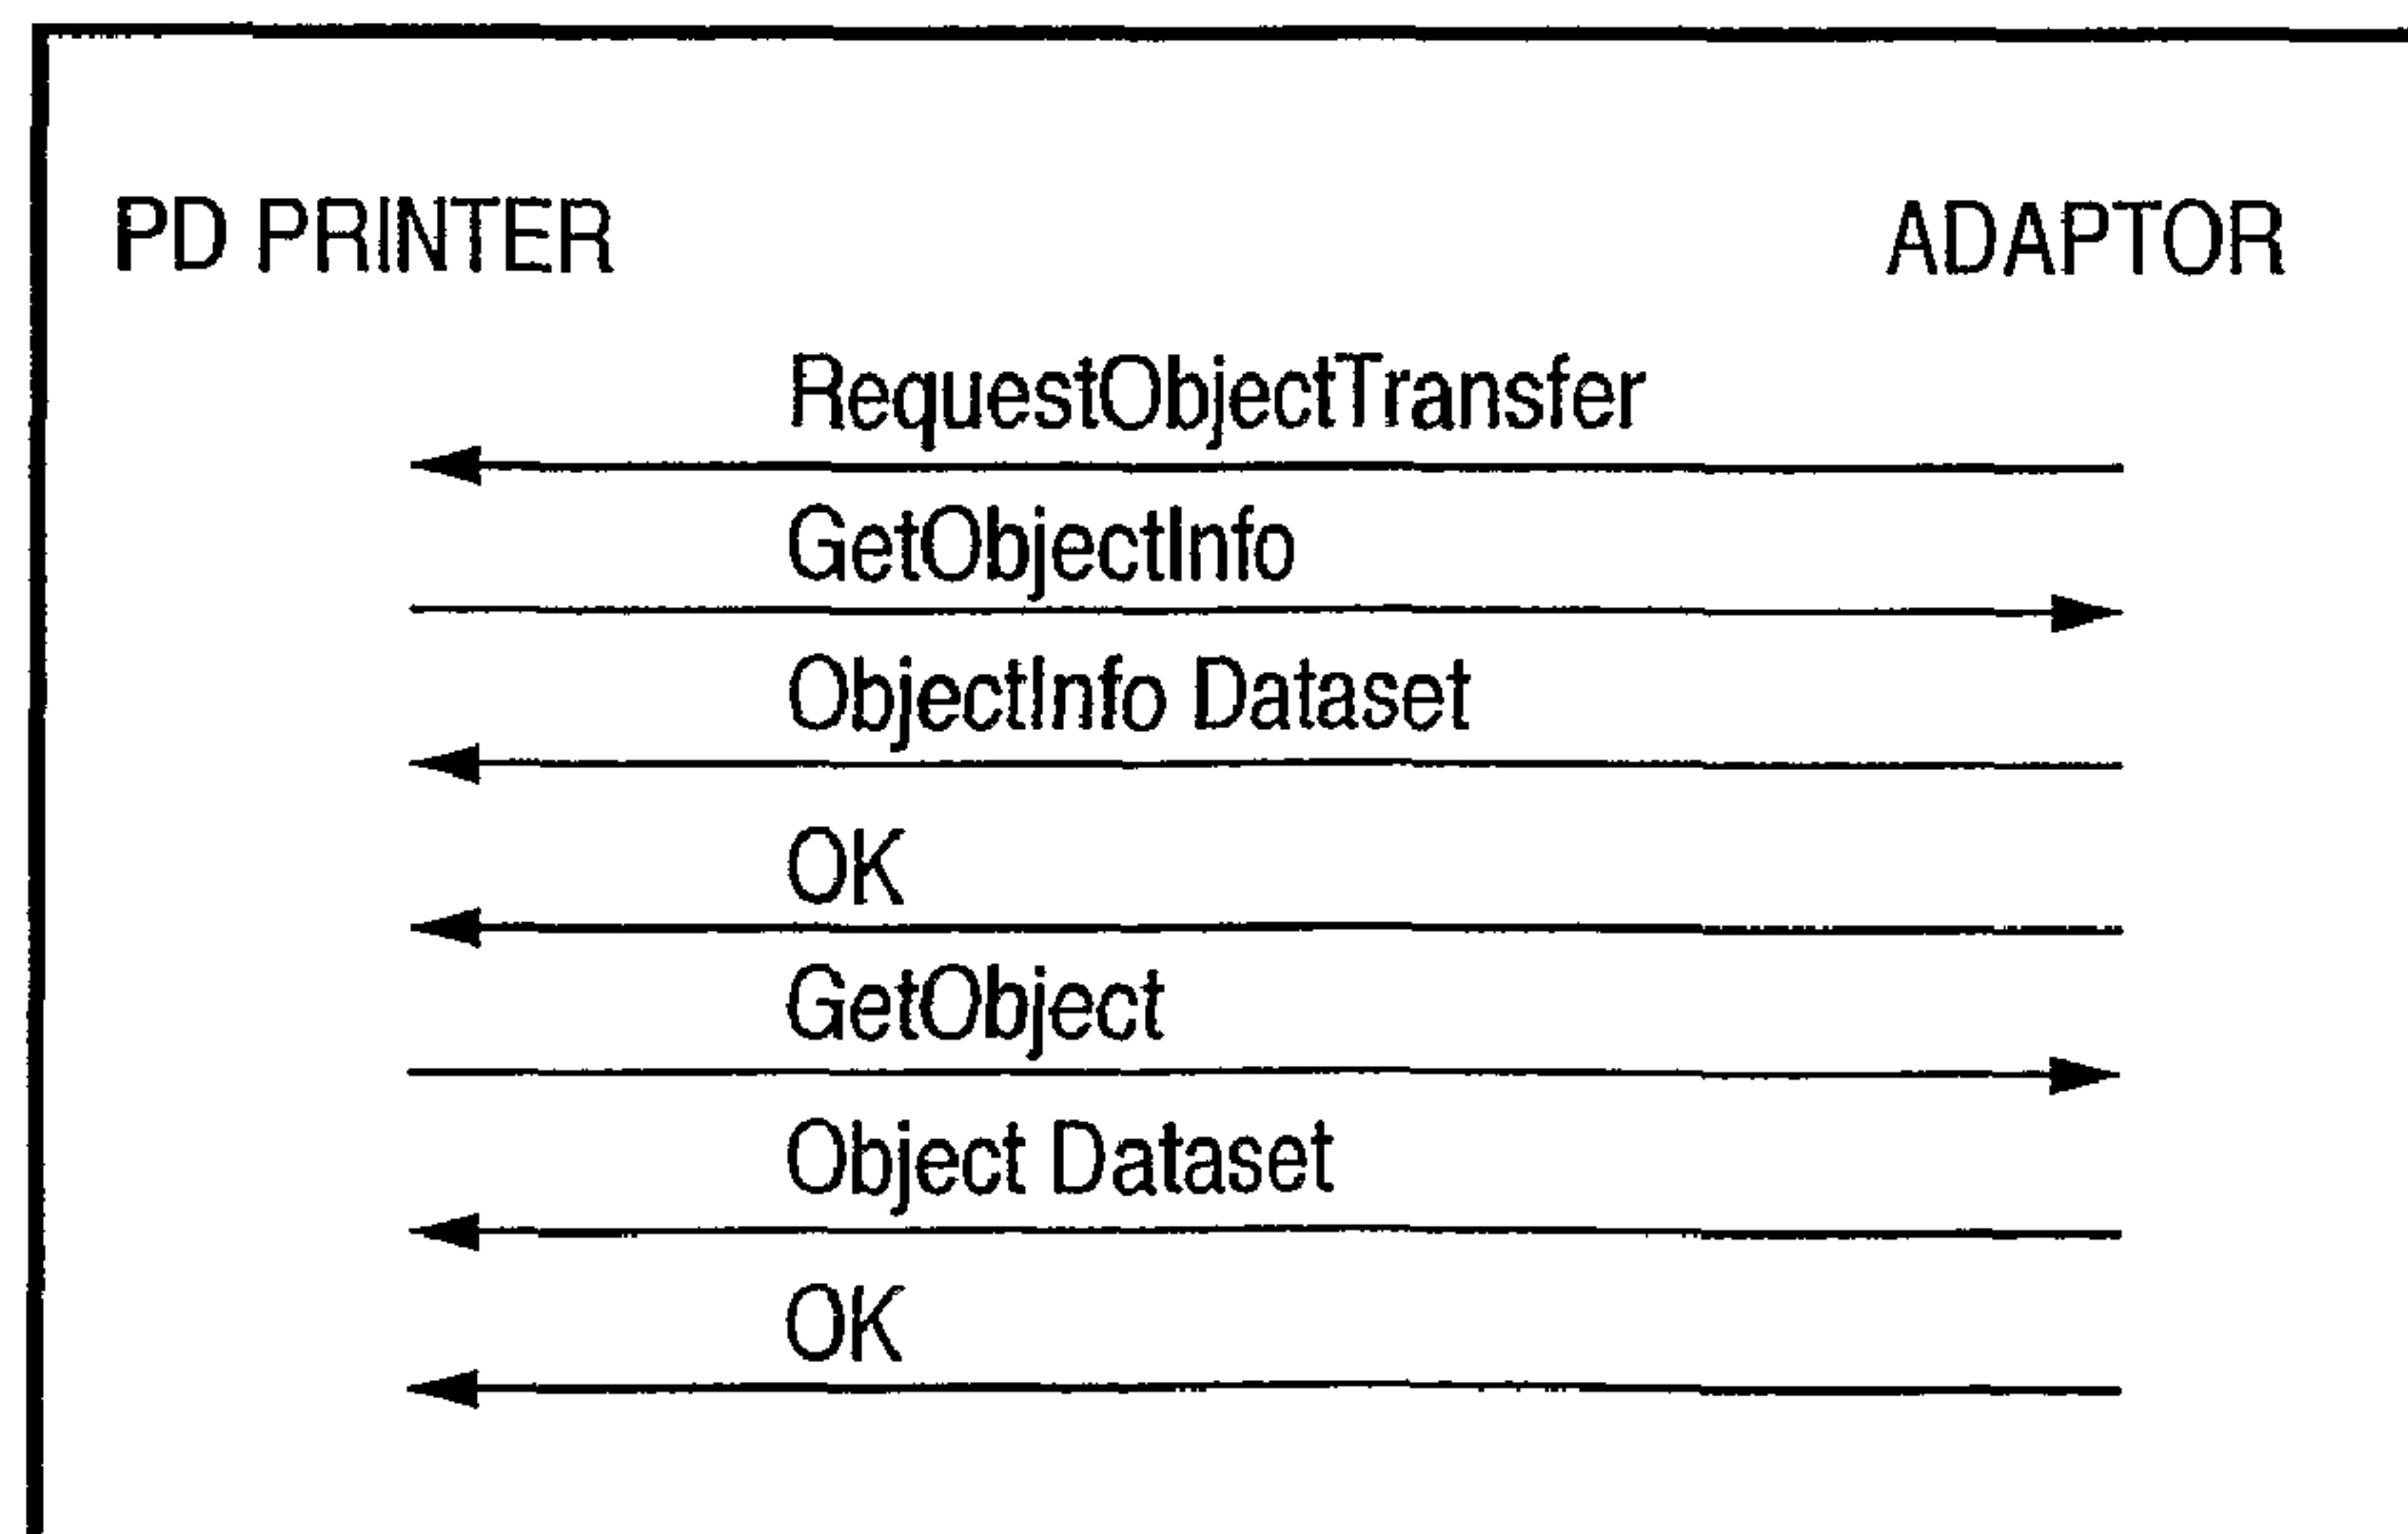 PD PRINTER ADAPTOR
RequestObjectTransfer
GetObjectInfo
ObjectInfo Dataset
OK
GetObject
Object Dataset
OK